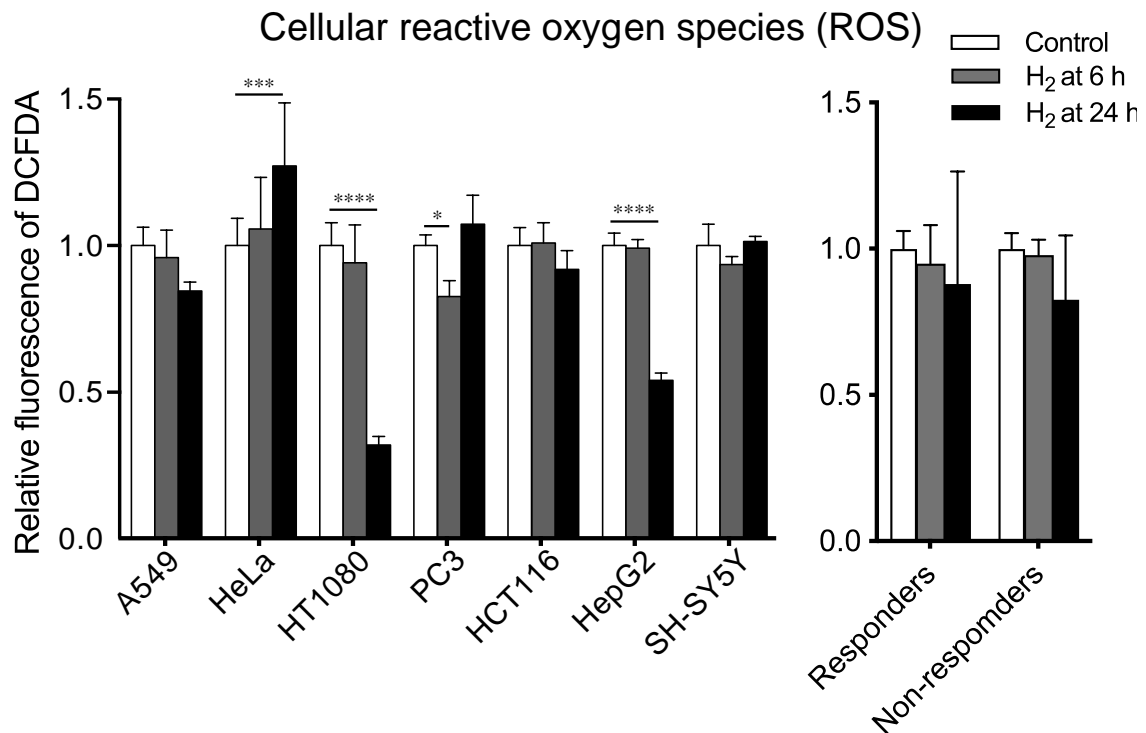 Cellular reactive oxygen species (ROS)
Control
H₂ at 6 h
H₂ at 24 h
Relative fluorescence of DCFDA
1.5
1.0
0.5
0.0
***
****
*
****
A549
HeLa
HT1080
PC3
HCT116
HepG2
SH-SY5Y
1.5
1.0
0.5
0.0
Responders
Non-respomders